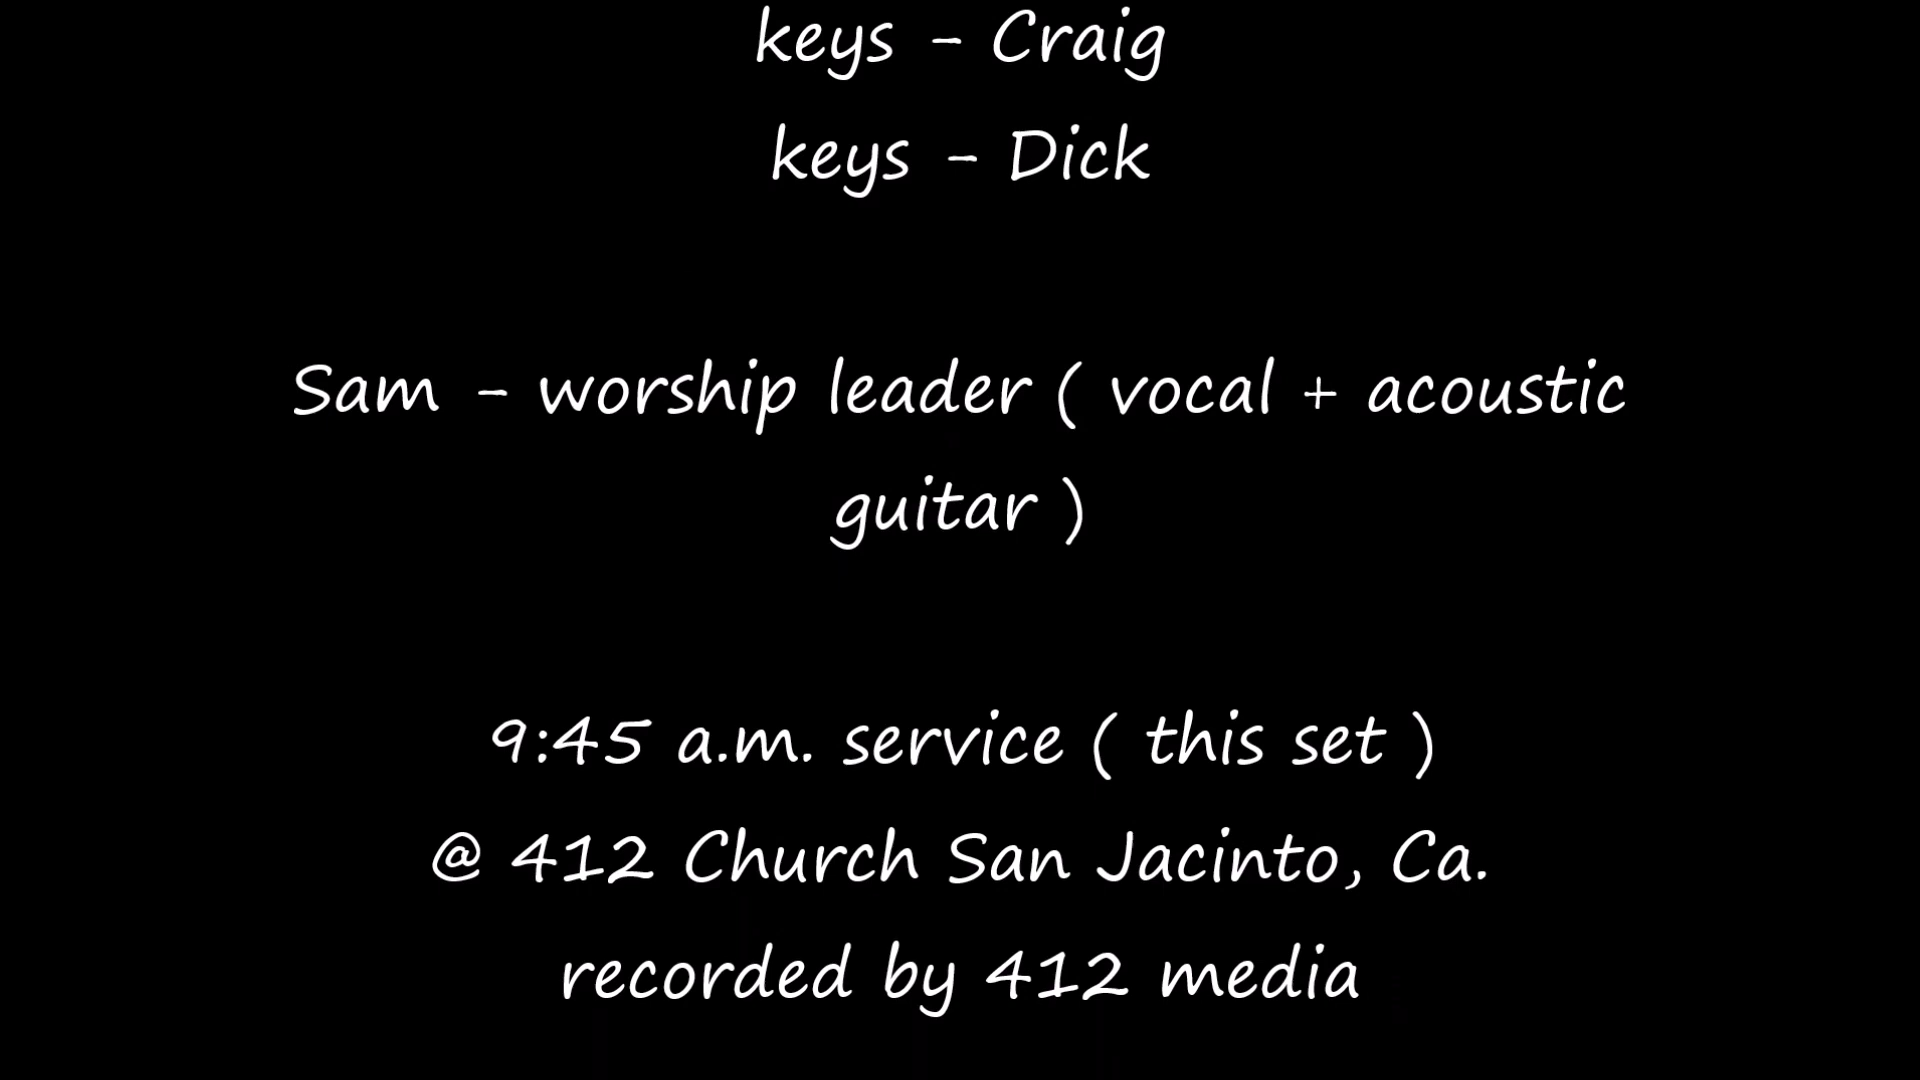 keys - Craig
keys - Dick
Sam - worship leader ( vocal + acoustic
guitar )
9:45 a.m. service ( this set )
@ 412 Church San Jacinto, Ca.
recorded by 412 media